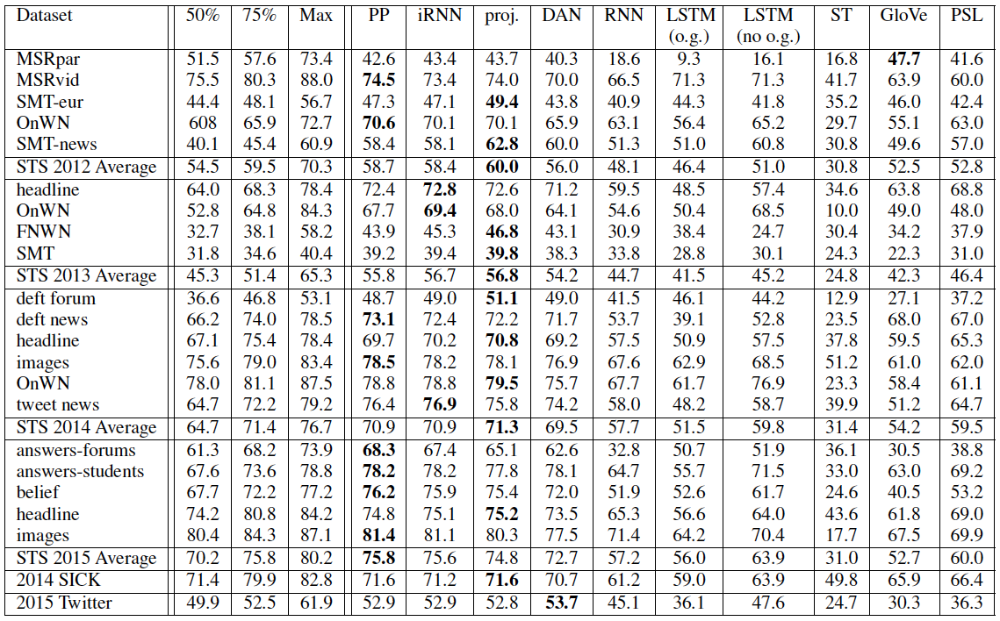 Dataset 50% 75% Max PP iRNN proj. DAN RNN LSTM LSTM ST GloVe PSL
(o.g.) (no o.g.)
MSRpar 51.5 57.6 73.4 42.6 43.4 43.7 40.3 18.6 9.3 16.1 16.8 47.7 41.6
MSRvid 75.5 80.3 88.0 74.5 73.4 74.0 70.0 66.5 71.3 71.3 41.7 63.9 60.0
SMT-eur 44.4 48.1 56.7 47.3 47.1 49.4 43.8 40.9 44.3 41.8 35.2 46.0 42.4
OnWN 608 65.9 72.7 70.6 70.1 70.1 65.9 63.1 56.4 65.2 29.7 55.1 63.0
SMT-news 40.1 45.4 60.9 58.4 58.1 62.8 60.0 51.3 51.0 60.8 30.8 49.6 57.0
STS 2012 Average 54.5 59.5 70.3 58.7 58.4 60.0 56.0 48.1 46.4 51.0 30.8 52.5 52.8
headline 64.0 68.3 78.4 72.4 72.8 72.6 71.2 59.5 48.5 57.4 34.6 63.8 68.8
OnWN 52.8 64.8 84.3 67.7 69.4 68.0 64.1 54.6 50.4 68.5 10.0 49.0 48.0
FNWN 32.7 38.1 58.2 43.9 45.3 46.8 43.1 30.9 38.4 24.7 30.4 34.2 37.9
SMT 31.8 34.6 40.4 39.2 39.4 39.8 38.3 33.8 28.8 30.1 24.3 22.3 31.0
STS 2013 Average 45.3 51.4 65.3 55.8 56.7 56.8 54.2 44.7 41.5 45.2 24.8 42.3 46.4
deft forum 36.6 46.8 53.1 48.7 49.0 51.1 49.0 41.5 46.1 44.2 12.9 27.1 37.2
deft news 66.2 74.0 78.5 73.1 72.4 72.2 71.7 53.7 39.1 52.8 23.5 68.0 67.0
headline 67.1 75.4 78.4 69.7 70.2 70.8 69.2 57.5 50.9 57.5 37.8 59.5 65.3
images 75.6 79.0 83.4 78.5 78.2 78.1 76.9 67.6 62.9 68.5 51.2 61.0 62.0
OnWN 78.0 81.1 87.5 78.8 78.8 79.5 75.7 67.7 61.7 76.9 23.3 58.4 61.1
tweet news 64.7 72.2 79.2 76.4 76.9 75.8 74.2 58.0 48.2 58.7 39.9 51.2 64.7
STS 2014 Average 64.7 71.4 76.7 70.9 70.9 71.3 69.5 57.7 51.5 59.8 31.4 54.2 59.5
answers-forums 61.3 68.2 73.9 68.3 67.4 65.1 62.6 32.8 50.7 51.9 36.1 30.5 38.8
answers-students 67.6 73.6 78.8 78.2 78.2 77.8 78.1 64.7 55.7 71.5 33.0 63.0 69.2
belief 67.7 72.2 77.2 76.2 75.9 75.4 72.0 51.9 52.6 61.7 24.6 40.5 53.2
headline 74.2 80.8 84.2 74.8 75.1 75.2 73.5 65.3 56.6 64.0 43.6 61.8 69.0
images 80.4 84.3 87.1 81.4 81.1 80.3 77.5 71.4 64.2 70.4 17.7 67.5 69.9
STS 2015 Average 70.2 75.8 80.2 75.8 75.6 74.8 72.7 57.2 56.0 63.9 31.0 52.7 60.0
2014 SICK 71.4 79.9 82.8 71.6 71.2 71.6 70.7 61.2 59.0 63.9 49.8 65.9 66.4
2015 Twitter 49.9 52.5 61.9 52.9 52.9 52.8 53.7 45.1 36.1 47.6 24.7 30.3 36.3